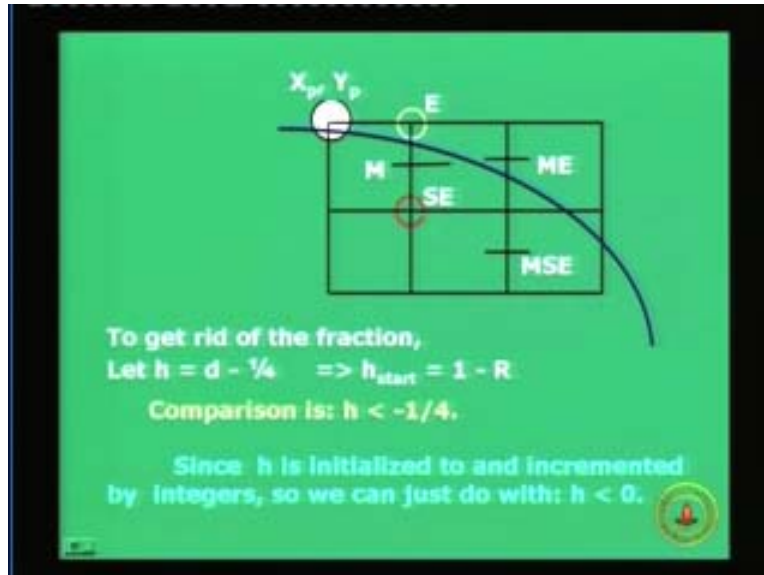 Xp, Yp
E
M
ME
SE
MSE
To get rid of the fraction,
Let h = d - ¼ => hstart = 1 - R
Comparison is: h < -1/4.
Since h is initialized to and incremented
by integers, so we can just do with: h < 0.